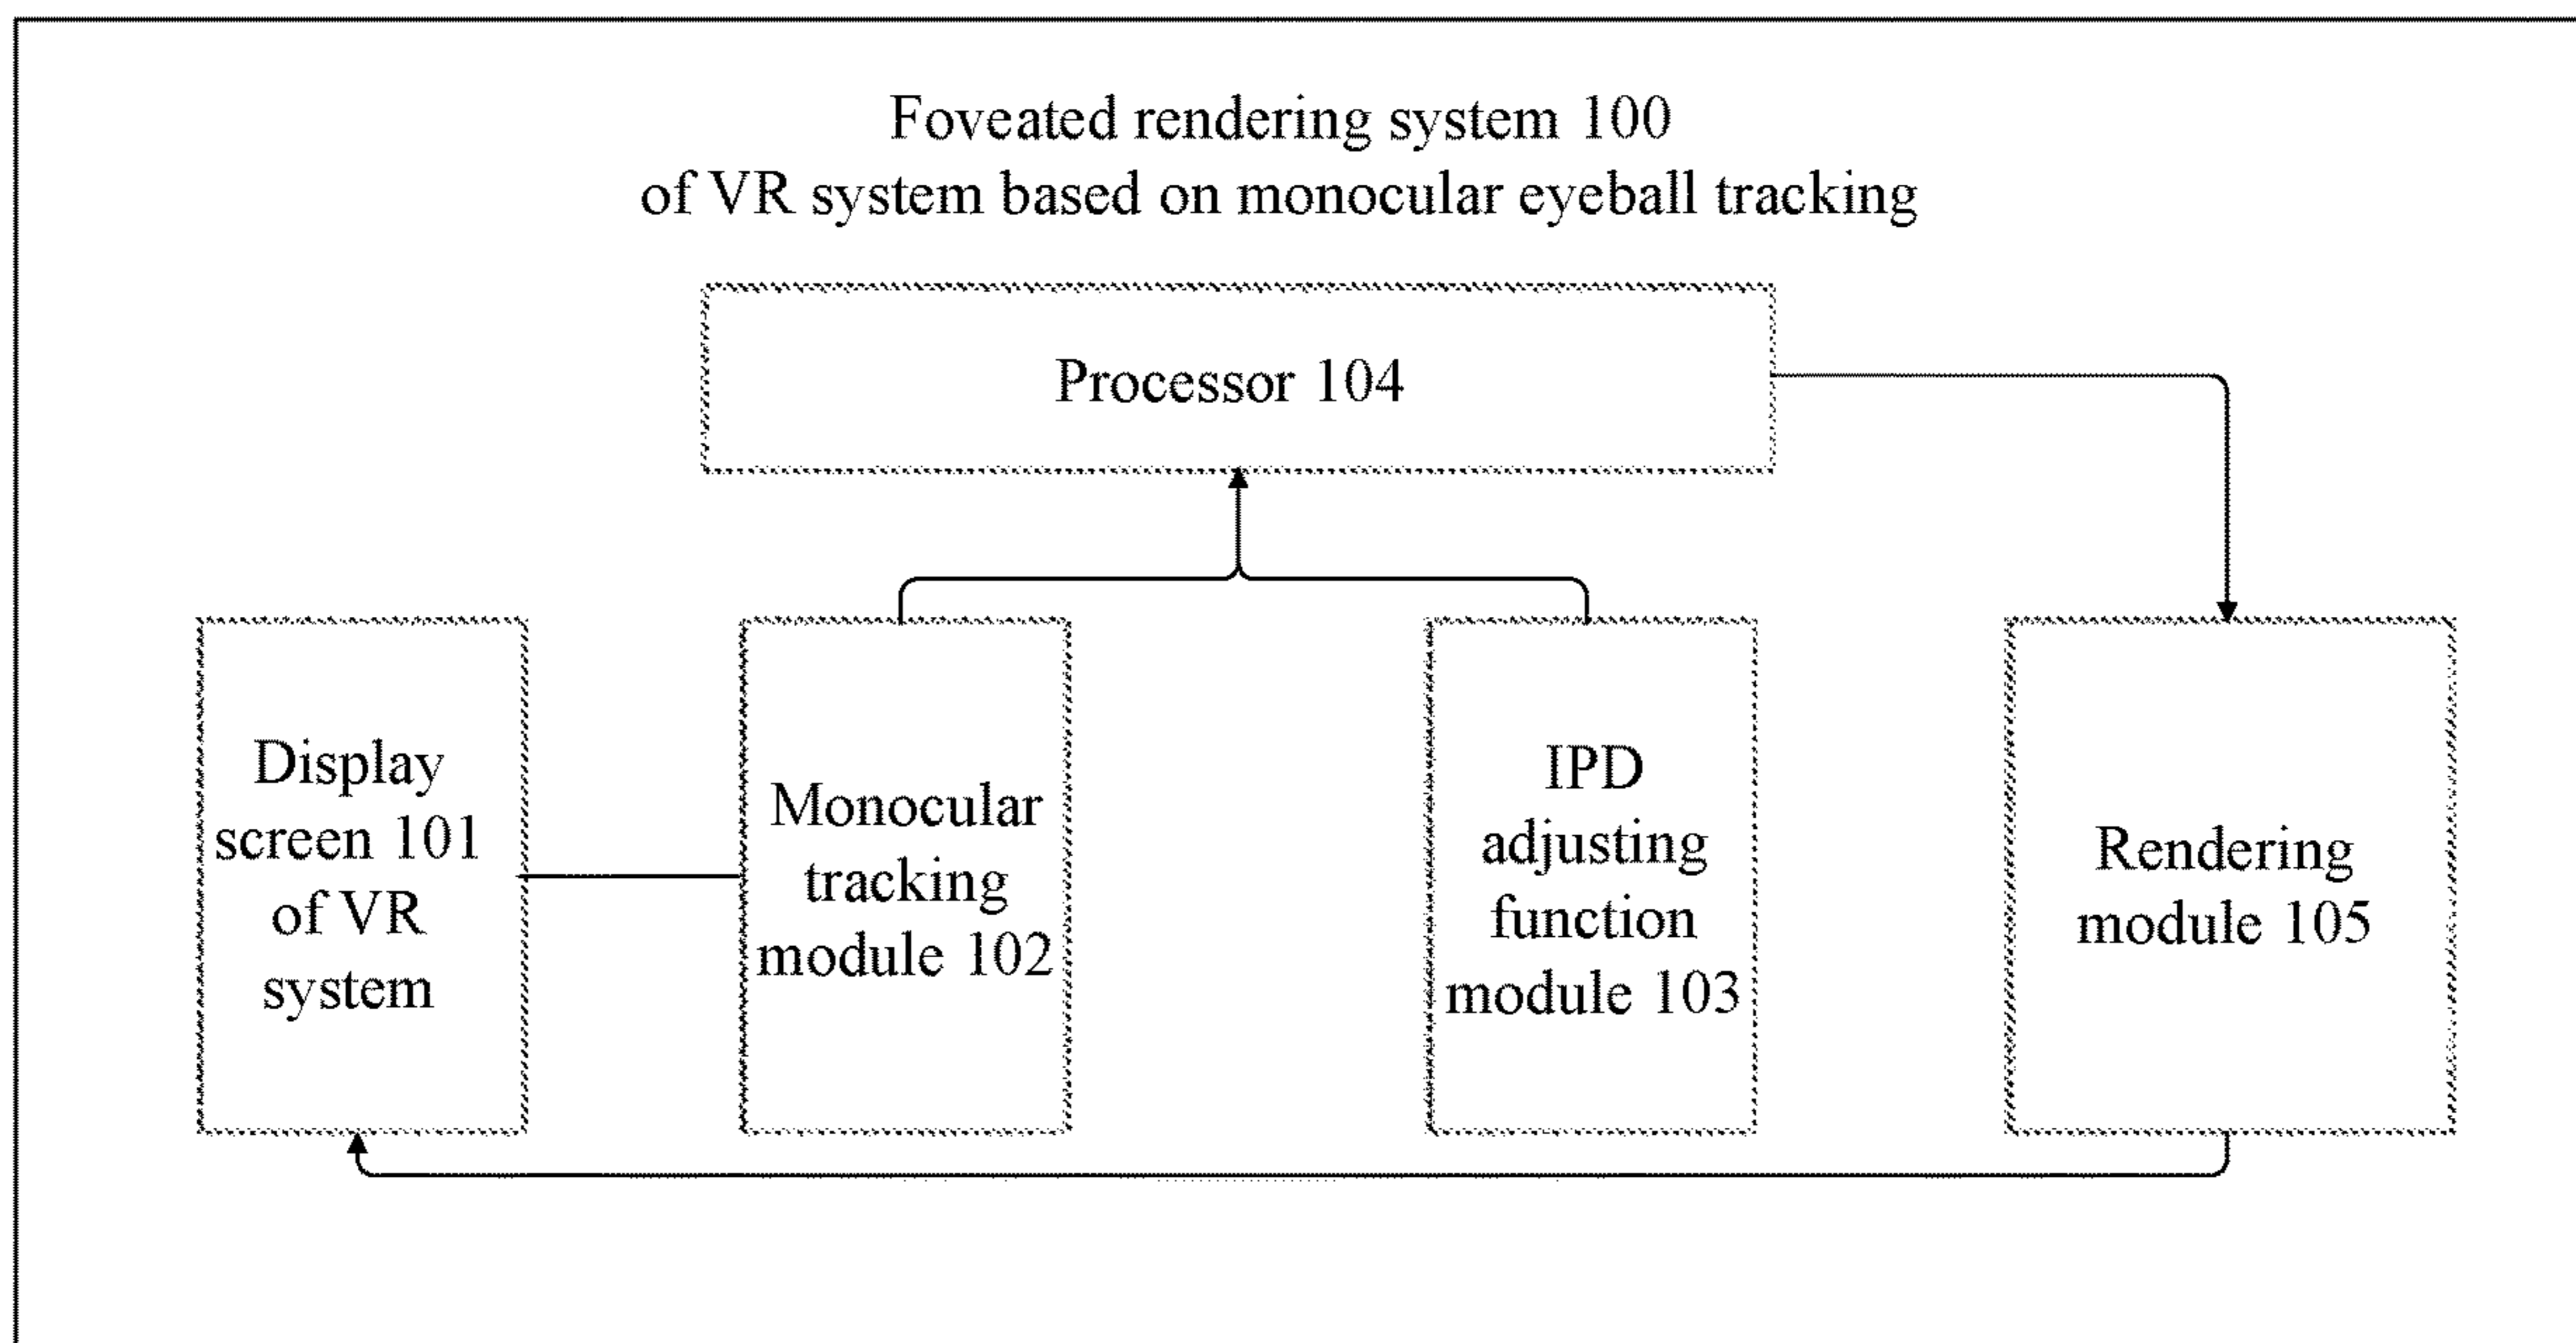 Foveated rendering system 100
of VR system based on monocular eyeball tracking
Processor 104
Display
screen 101
of VR
system
Monocular
tracking
module 102
IPD
adjusting
function
module 103
Rendering
module 105